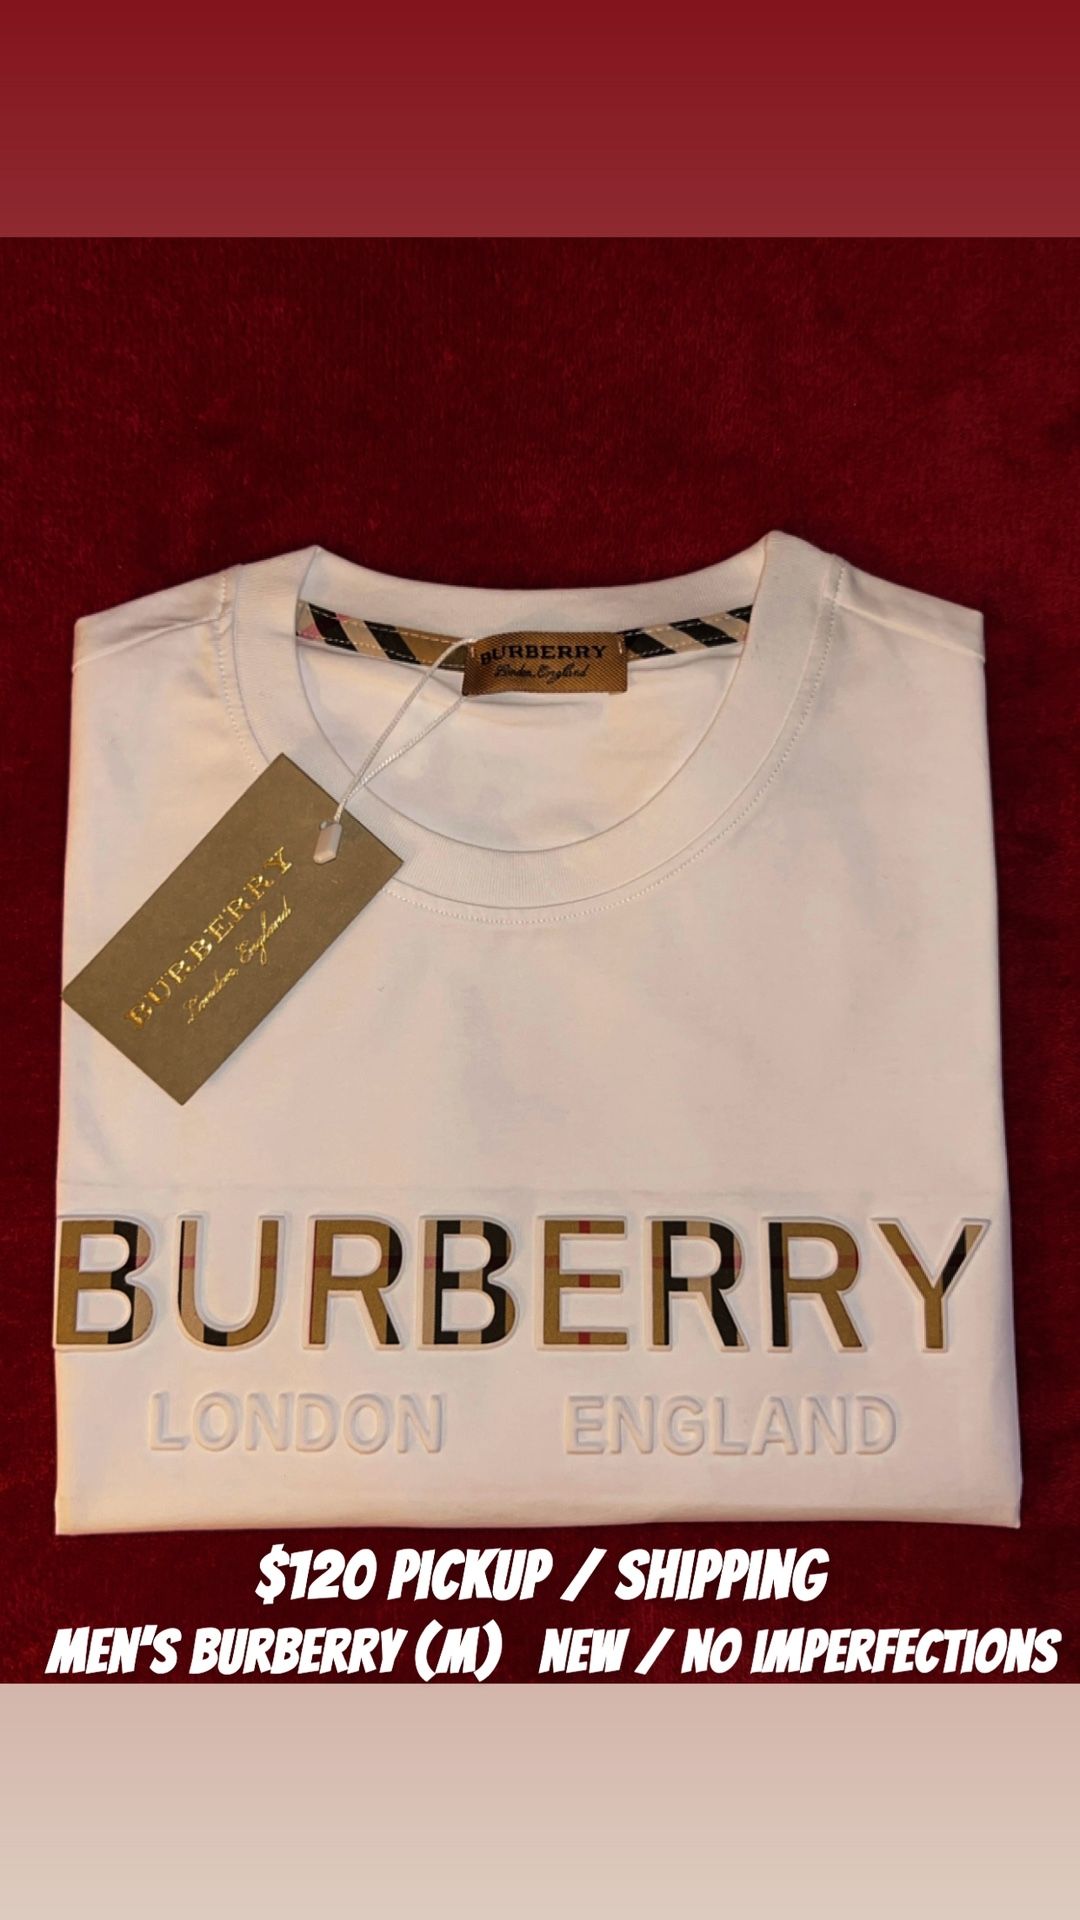 BURBERRY
London, England
BURBERRY
London, England
BURBERRY
LONDON ENGLAND
$120 PICKUP / SHIPPING
MEN'S BURBERRY (M) NEW / NO IMPERFECTIONS